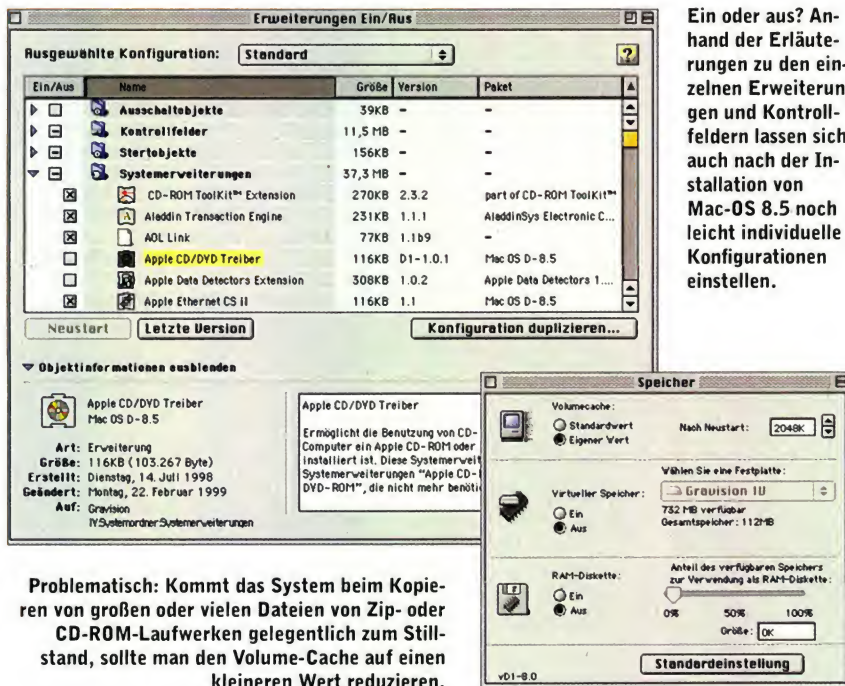 Erweiterungen Ein/Aus
Ausgewählte Konfiguration: Standard
Ein/Aus Name Größe Version Paket
Ausschaltobjekte 39KB – –
Kontrollfelder 11,5 MB – –
Startobjekte 156KB – –
Systemerweiterungen 37,3 MB – –
CD-ROM ToolKit™ Extension 270KB 2.3.2 part of CD-ROM ToolKit™
Aladdin Transaction Engine 231KB 1.1.1 AladdinSys Electronic C...
AOL Link 77KB 1.1b9 –
Apple CD/DVD Treiber 116KB D1-1.0.1 Mac OS D-8.5
Apple Data Detectors Extension 308KB 1.0.2 Apple Data Detectors 1....
Apple Ethernet CS II 116KB 1.1 Mac OS D-8.5
Neustart Letzte Version Konfiguration duplizieren...
Objektinformationen ausblenden
Apple CD/DVD Treiber
Mac OS D-8.5
Art: Erweiterung
Größe: 116KB (103.267 Byte)
Erstellt: Dienstag, 14. Juli 1998
Geändert: Montag, 22. Februar 1999
Auf: Gravision
IV:Systemordner:Systemerweiterungen
Apple CD/DVD Treiber
Ermöglicht die Benutzung von CD-
Computer ein Apple CD-ROM oder
installiert ist. Diese Systemerweit
Systemerweiterungen "Apple CD-
DVD-ROM", die nicht mehr benöti
Ein oder aus? An-
hand der Erläute-
rungen zu den ein-
zelnen Erweiterun-
gen und Kontroll-
feldern lassen sich
auch nach der In-
stallation von
Mac-OS 8.5 noch
leicht individuelle
Konfigurationen
einstellen.
Speicher
Volumecache:
Standardwert
Eigener Wert
Nach Neustart: 2048K
Wählen Sie eine Festplatte:
Virtueller Speicher:
Gravision IV
Ein
Aus
732 MB verfügbar
Gesamtspeicher: 112MB
RAM-Diskette:
Ein
Aus
Anteil des verfügbaren Speichers
zur Verwendung als RAM-Diskette:
0% 50% 100%
Größe: 0K
Standardeinstellung
vD1-8.0
Problematisch: Kommt das System beim Kopie-
ren von großen oder vielen Dateien von Zip- oder
CD-ROM-Laufwerken gelegentlich zum Still-
stand, sollte man den Volume-Cache auf einen
kleineren Wert reduzieren.